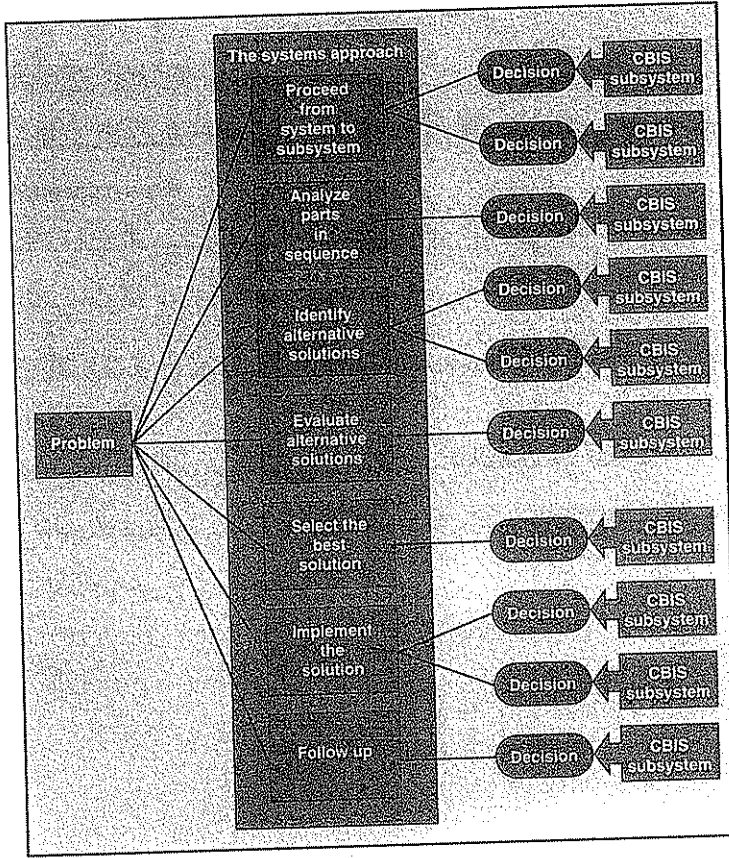 The systems approach
Proceed
from
system to
subsystem
Decision
CBIS
subsystem
Decision
CBIS
subsystem
Analyze
parts
in
sequence
Decision
CBIS
subsystem
Identify
alternative
solutions
Decision
CBIS
subsystem
Decision
CBIS
subsystem
Problem
Evaluate
alternative
solutions
Decision
CBIS
subsystem
Select the
best
solution
Decision
CBIS
subsystem
Implement
the
solution
Decision
CBIS
subsystem
Decision
CBIS
subsystem
Follow up
Decision
CBIS
subsystem